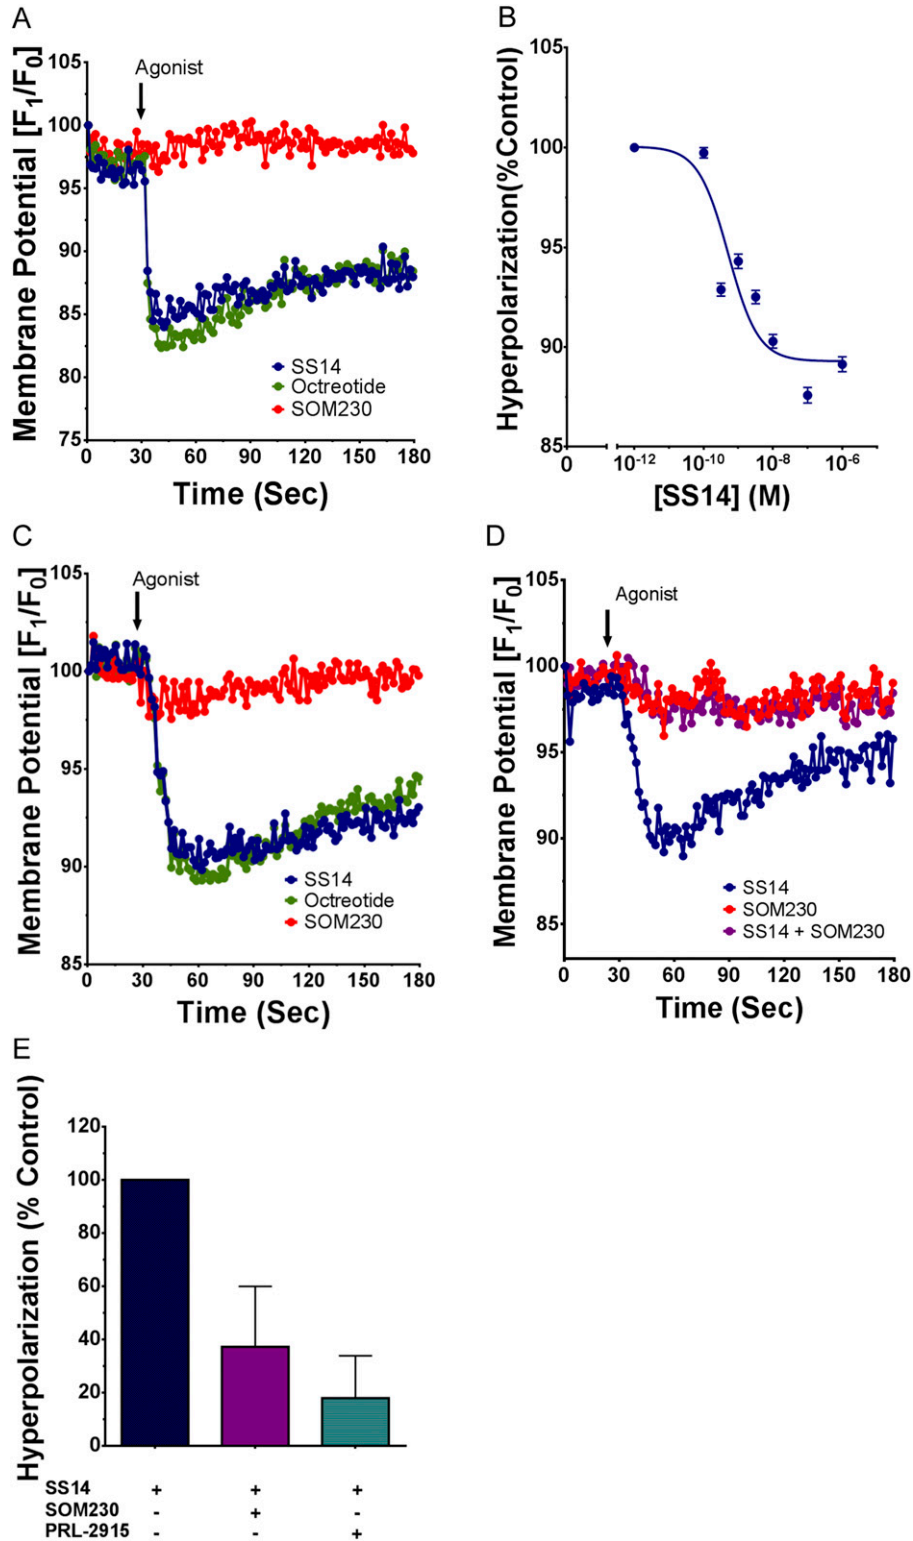 A
Membrane Potential [F1/F0]
105
100
95
90
85
80
75
Agonist
SS14
Octreotide
SOM230
0 30 60 90 120 150 180
Time (Sec)
B
Hyperpolarization(%Control)
105
100
95
90
85
0 10-12 10-10 10-8 10-6
[SS14] (M)
C
Membrane Potential [F1/F0]
105
100
95
90
85
Agonist
SS14
Octreotide
SOM230
0 30 60 90 120 150 180
Time (Sec)
D
Membrane Potential [F1/F0]
105
100
95
90
85
Agonist
SS14
SOM230
SS14 + SOM230
0 30 60 90 120 150 180
Time (Sec)
E
Hyperpolarization (% Control)
120
100
80
60
40
20
0
SS14 + + +
SOM230 - + -
PRL-2915 - - +